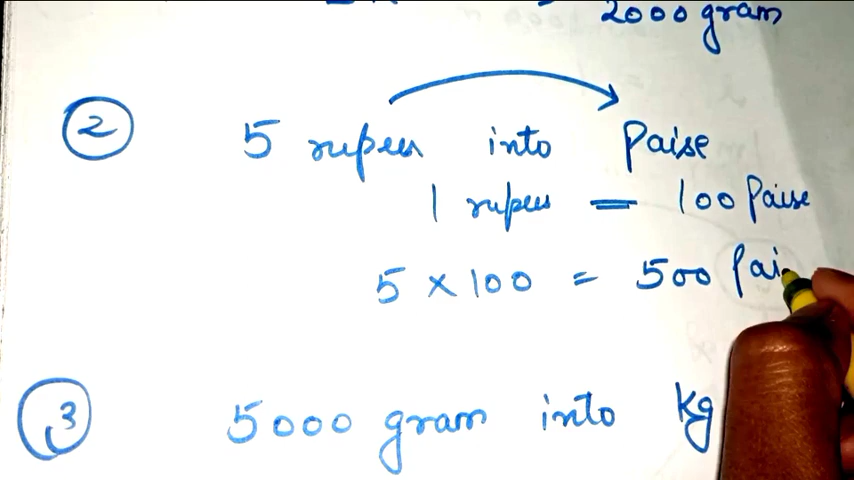 2000 gram
2 5 rupees into Paise
1 rupees = 100 Paise
5 × 100 = 500 Pai
3 5000 gram into kg